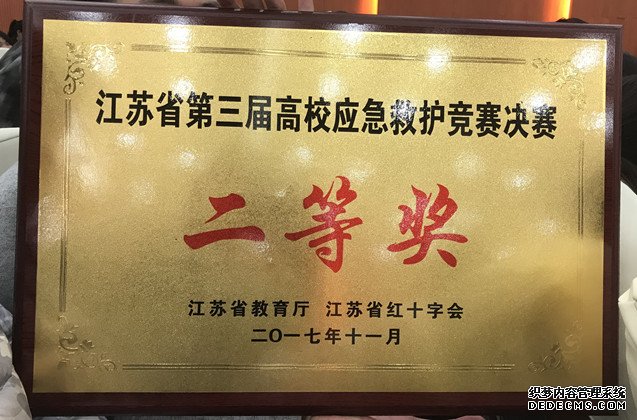 江苏省第三届高校应急救护竞赛决赛
二等奖
江苏省教育厅 江苏省红十字会
二〇一七年十一月
织梦内容管理系统
DEDECMS.COM